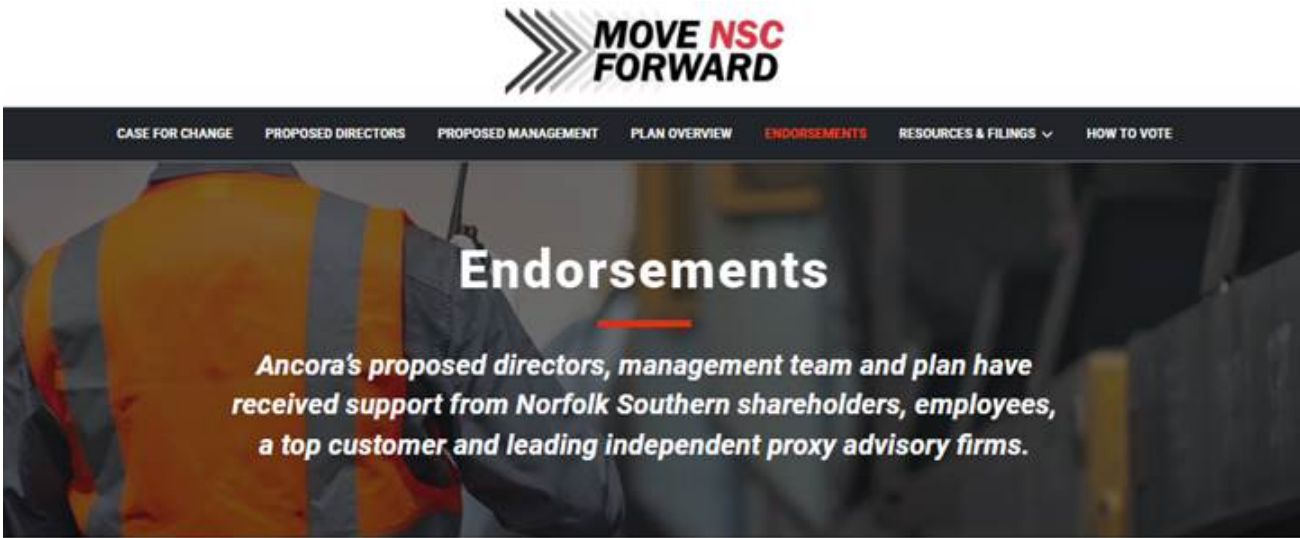 MOVE NSC
FORWARD
CASE FOR CHANGE PROPOSED DIRECTORS PROPOSED MANAGEMENT PLAN OVERVIEW ENDORSEMENTS RESOURCES & FILINGS HOW TO VOTE
Endorsements
Ancora's proposed directors, management team and plan have
received support from Norfolk Southern shareholders, employees,
a top customer and leading independent proxy advisory firms.